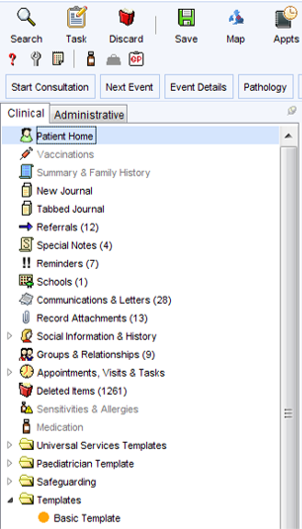 Search Task Discard Save Map Appts
OP
Start Consultation Next Event Event Details Pathology
Clinical Administrative
Patient Home
Vaccinations
Summary & Family History
New Journal
Tabbed Journal
Referrals (12)
Special Notes (4)
Reminders (7)
Schools (1)
Communications & Letters (28)
Record Attachments (13)
Social Information & History
Groups & Relationships (9)
Appointments, Visits & Tasks
Deleted Items (1261)
Sensitivities & Allergies
Medication
Universal Services Templates
Paediatrician Template
Safeguarding
Templates
Basic Template